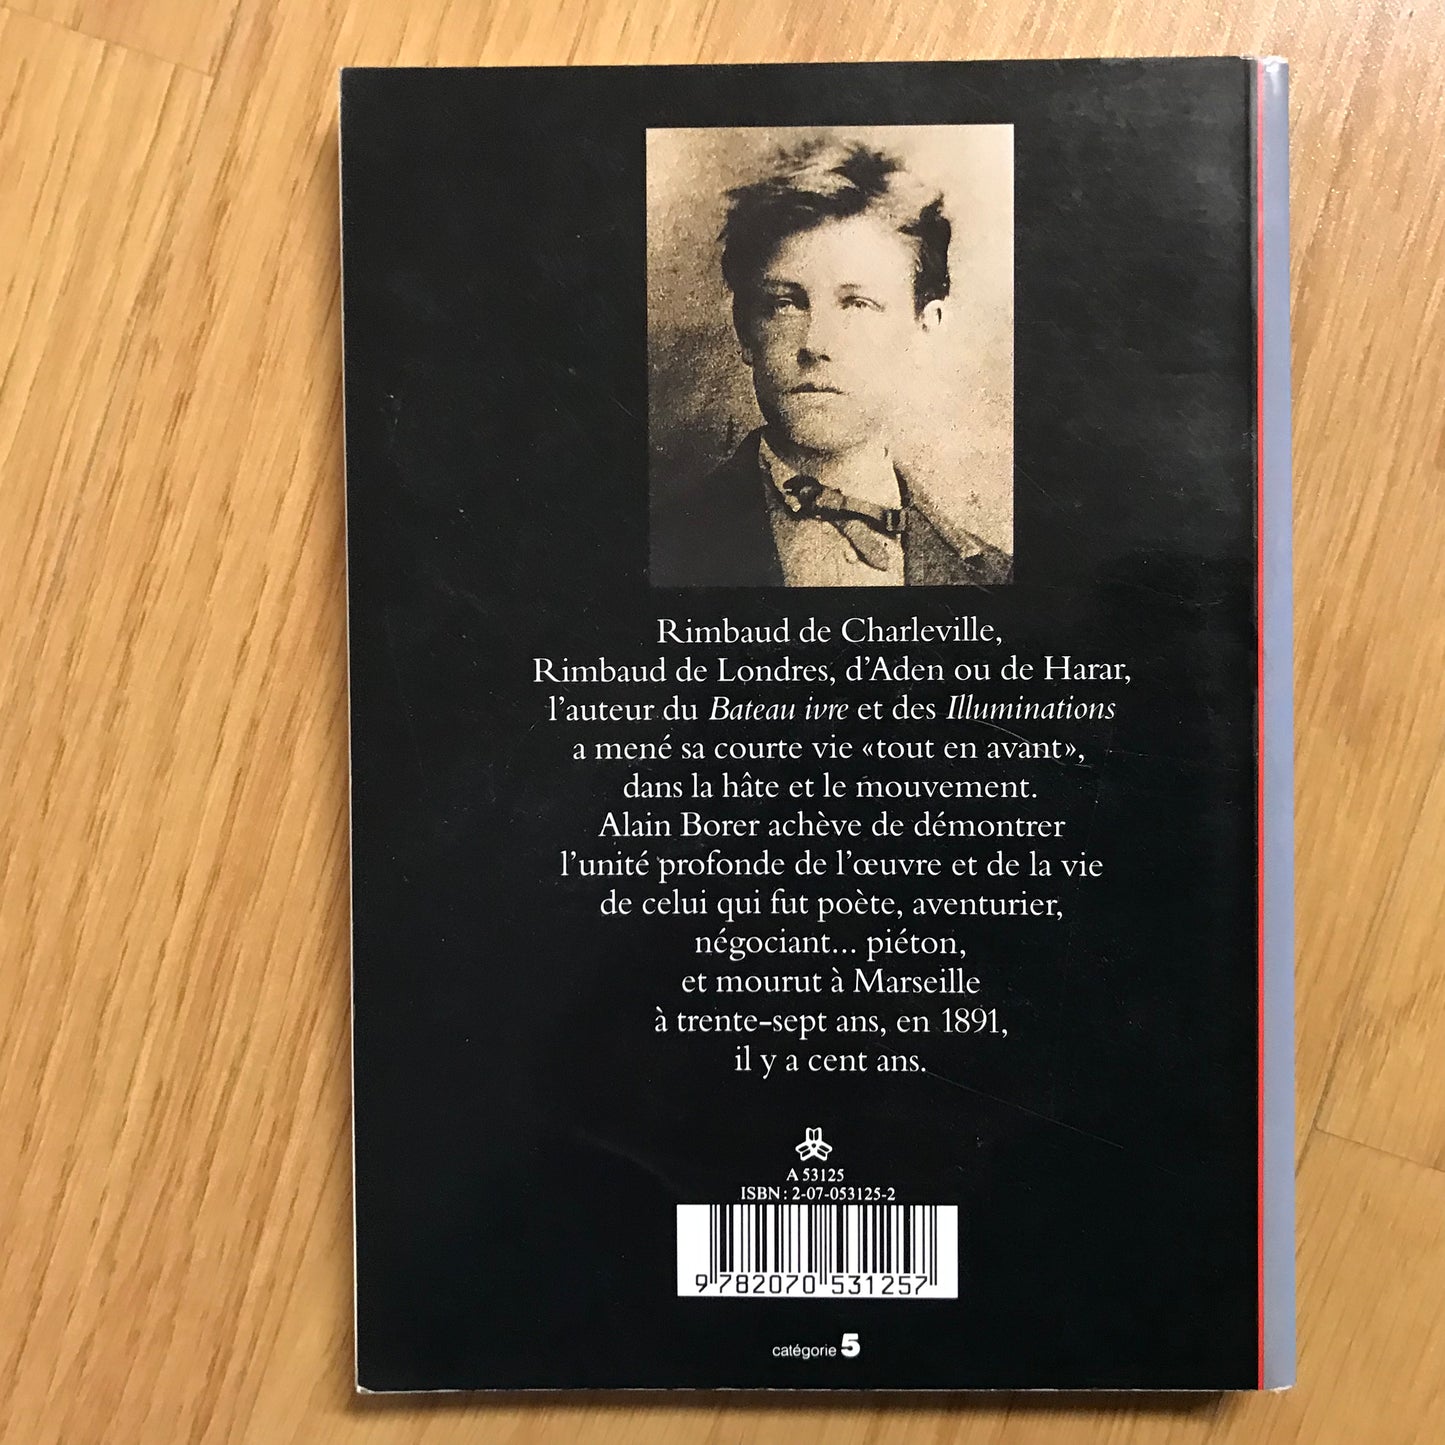 Rimbaud de Charleville,
Rimbaud de Londres, d'Aden ou de Harar,
l'auteur du Bateau ivre et des Illuminations
a mené sa courte vie «tout en avant»,
dans la hâte et le mouvement.
Alain Borer achève de démontrer
l'unité profonde de l'œuvre et de la vie
de celui qui fut poète, aventurier,
négociant... piéton,
et mourut à Marseille
à trente-sept ans, en 1891,
il y a cent ans.
A 53125
ISBN : 2-07-053125-2
9 782070 531257
catégorie 5